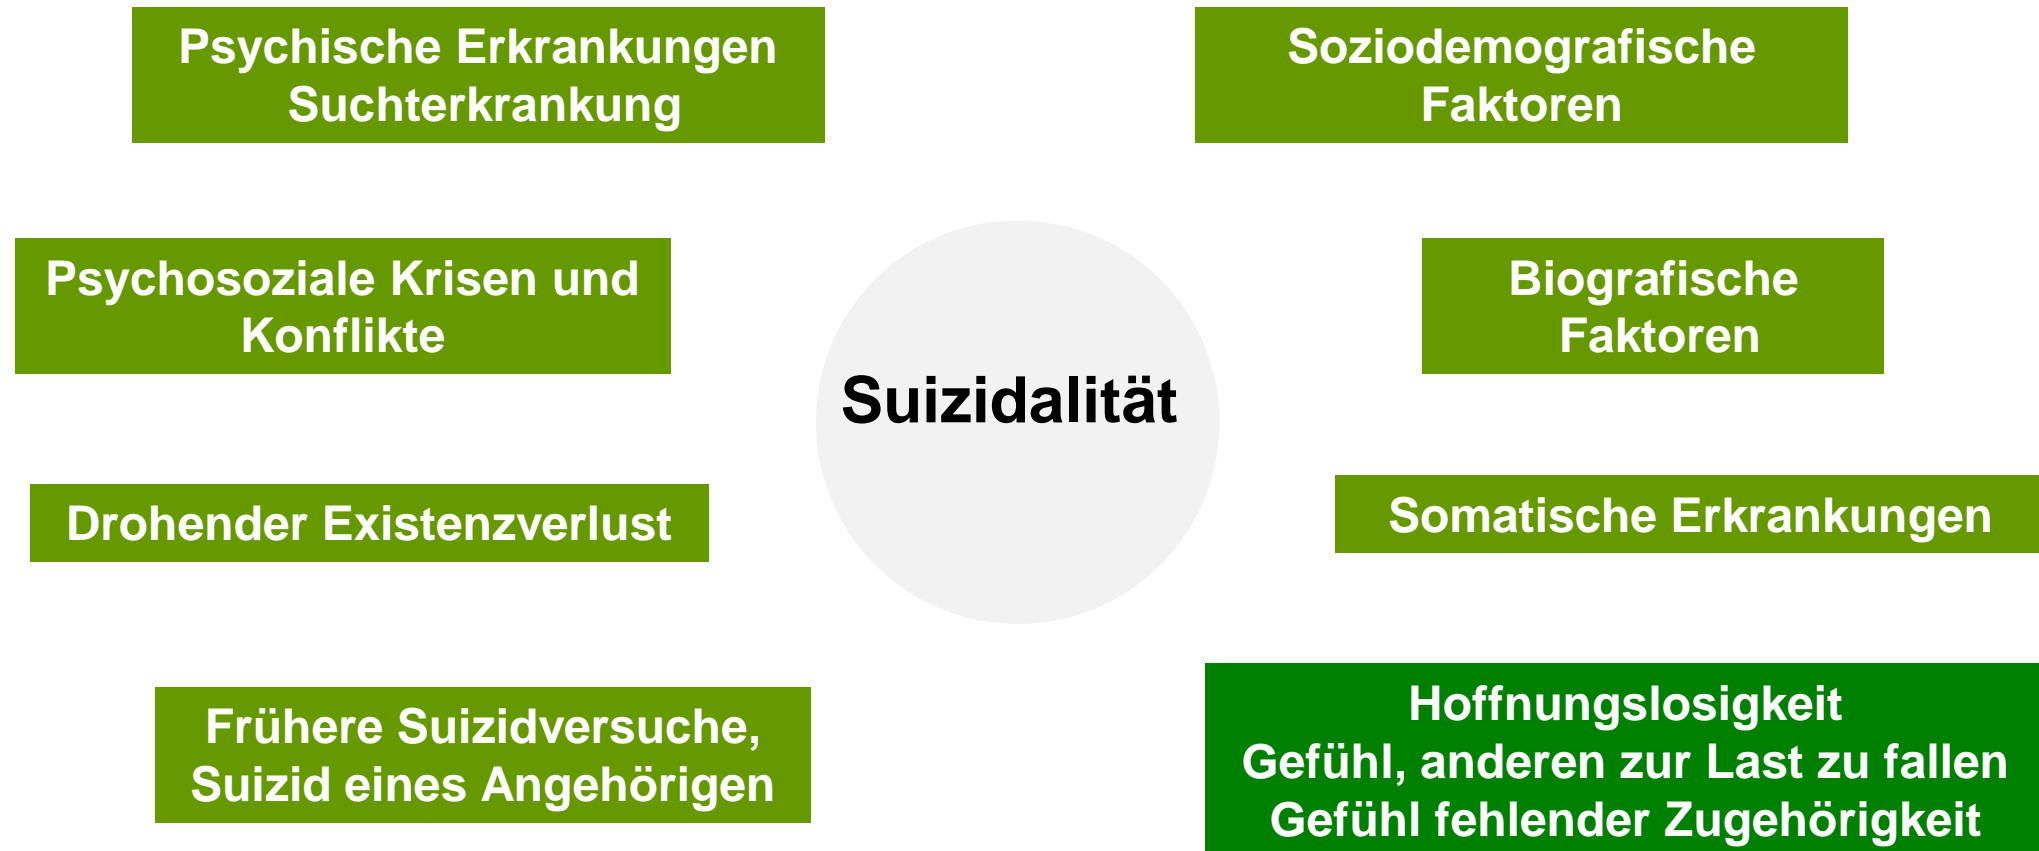 Psychische Erkrankungen
Suchterkrankung
Soziodemografische
Faktoren
Psychosoziale Krisen und
Konflikte
Biografische
Faktoren
Suizidalität
Drohender Existenzverlust
Somatische Erkrankungen
Frühere Suizidversuche,
Suizid eines Angehörigen
Hoffnungslosigkeit
Gefühl, anderen zur Last zu fallen
Gefühl fehlender Zugehörigkeit